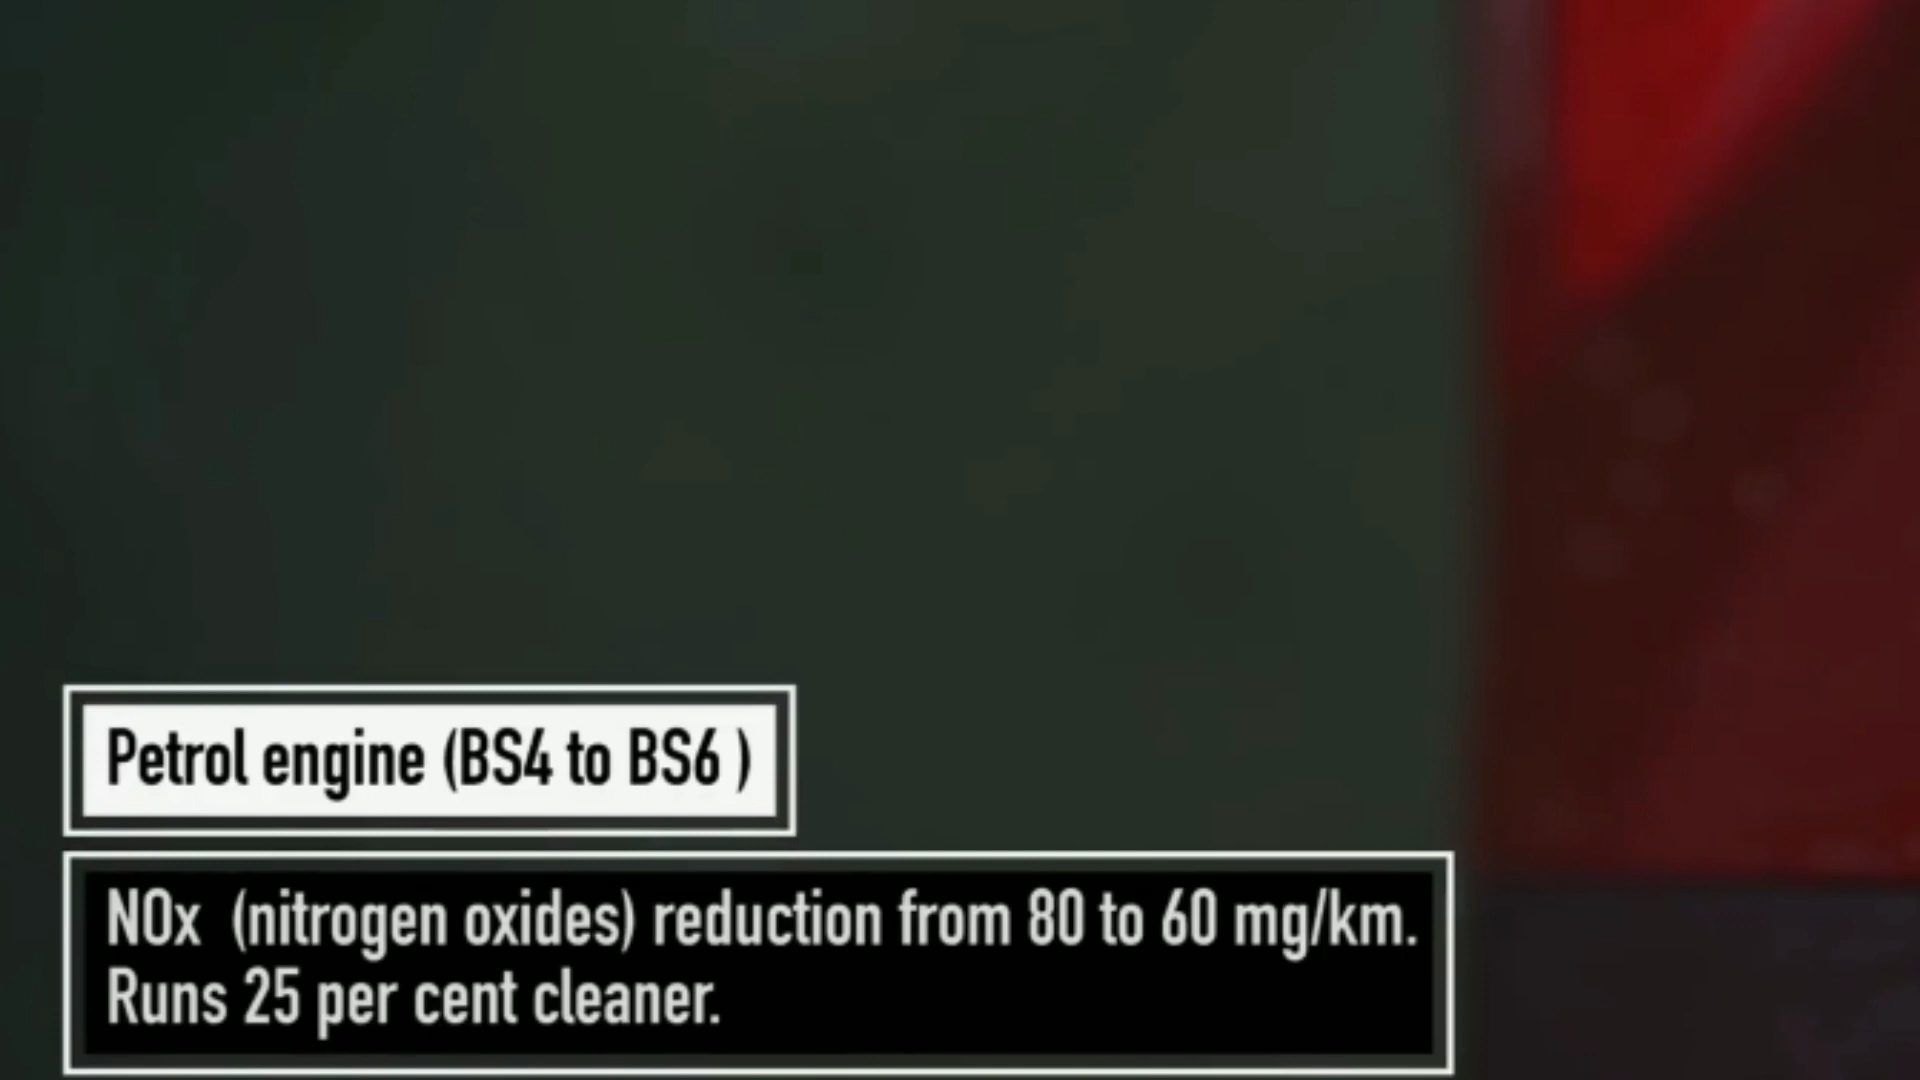 Petrol engine (BS4 to BS6 )
NOx (nitrogen oxides) reduction from 80 to 60 mg/km.
Runs 25 per cent cleaner.